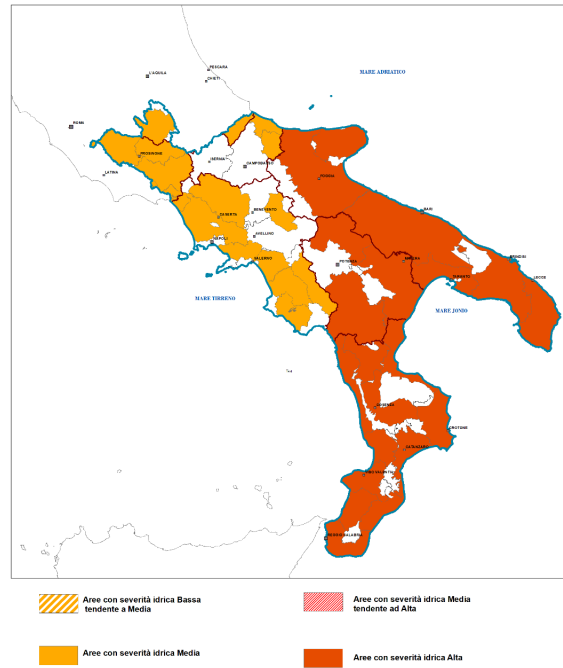 PESCARA
L'AQUILA
CHIETI
MARE ADRIATICO
ROMA
FROSINONE
ISERNIA
CAMPOBASSO
LATINA
FOGGIA
CASERTA
BENEVENTO
BARI
NAPOLI
AVELLINO
SALERNO
POTENZA
MATERA
BRINDISI
TARANTO
LECCE
MARE TIRRENO
MARE JONIO
COSENZA
CROTONE
CATANZARO
VIBO VALENTIA
REGGIO CALABRIA
Aree con severità idrica Bassa
tendente a Media
Aree con severità idrica Media
tendente ad Alta
Aree con severità idrica Media
Aree con severità idrica Alta